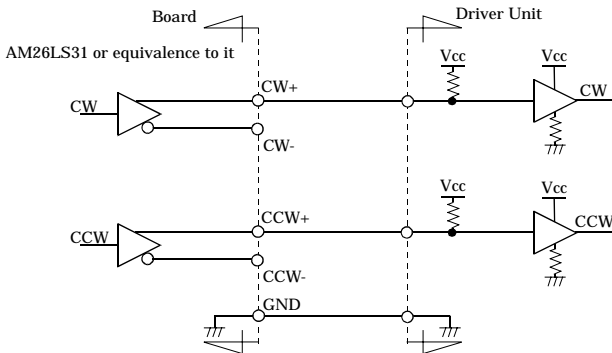 Board
Driver Unit
AM26LS31 or equivalence to it
Vcc
Vcc
CW
CW+
CW
CW-
Vcc
Vcc
CCW
CCW+
CCW
CCW-
GND